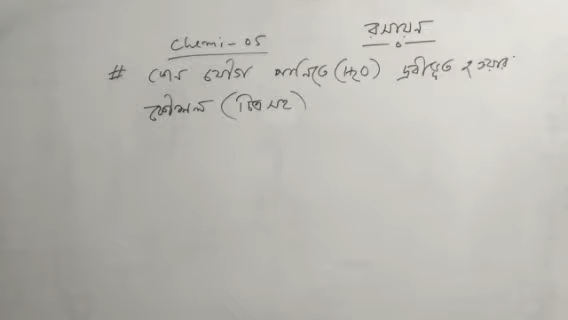 Chemi-05 রসায়ন
# যৌগ পানিতে (H2O) দ্রবীভূত হওয়ার
কৌশল (চিত্রসহ)